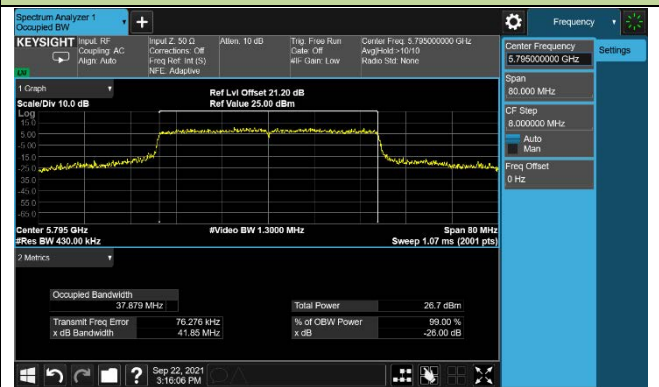 Spectrum Analyzer 1
Occupied BW
Frequency
KEYSIGHT
Input: RF
Coupling: AC
Align: Auto
Input Z: 50 Ω
Corrections: Off
Freq Ref: Int (S)
NFE: Adaptive
Atten: 10 dB
Trig: Free Run
Gate: Off
#IF Gain: Low
Center Freq: 5.795000000 GHz
Avg|Hold:>10/10
Radio Std: None
LXI
Center Frequency
5.795000000 GHz
Settings
Span
80.000 MHz
CF Step
8.000000 MHz
Auto
Man
Freq Offset
0 Hz
1 Graph
Scale/Div 10.0 dB
Ref Lvl Offset 21.20 dB
Ref Value 25.00 dBm
Log
15.0
5.00
-5.00
-15.0
-25.0
-35.0
-45.0
-55.0
-65.0
Center 5.795 GHz
#Video BW 1.3000 MHz
Span 80 MHz
#Res BW 430.00 kHz
Sweep 1.07 ms (2001 pts)
2 Metrics
Occupied Bandwidth
37.879 MHz
Total Power
26.7 dBm
Transmit Freq Error
76.276 kHz
% of OBW Power
99.00 %
x dB Bandwidth
41.85 MHz
x dB
-26.00 dB
Sep 22, 2021
3:16:06 PM